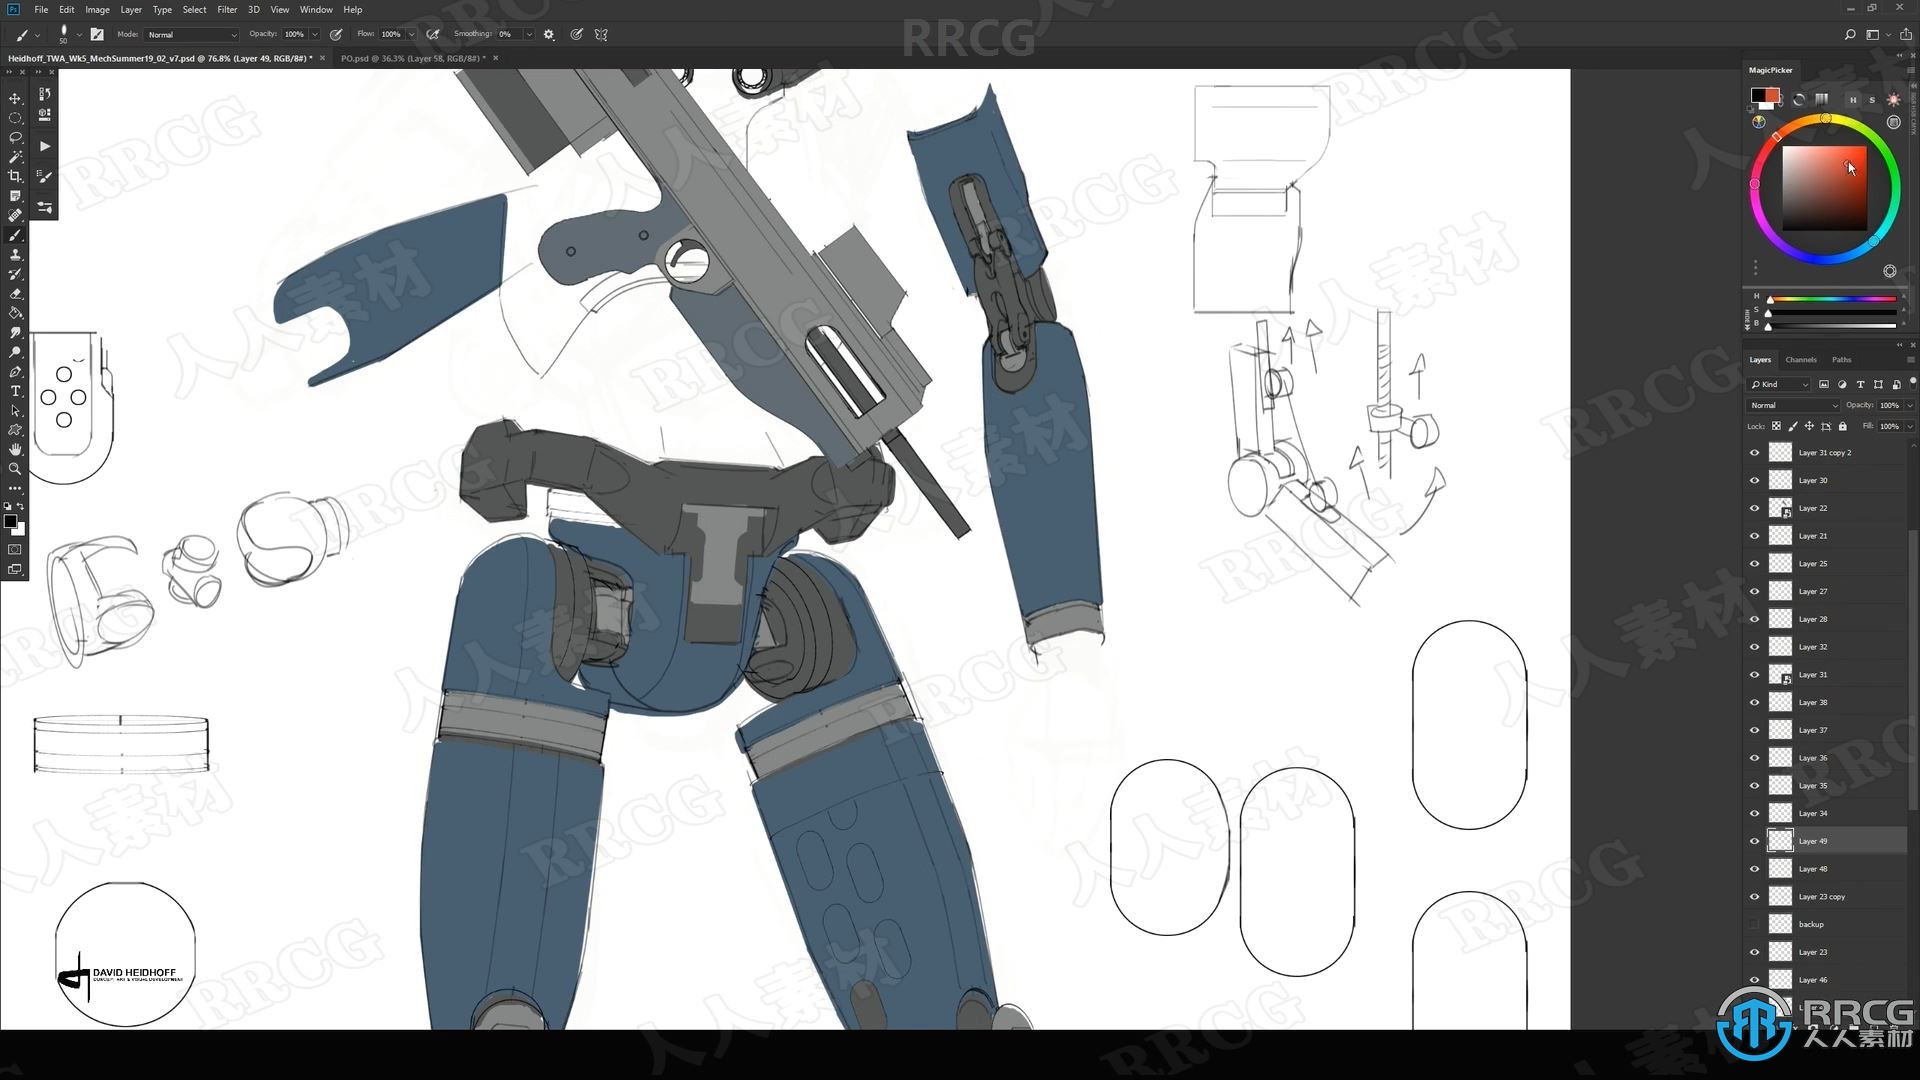 File Edit Image Layer Type Select Filter 3D View Window Help
50 Mode: Normal Opacity: 100% Flow: 100% Smoothing: 0%
RRCG
Heidhoff_TWA_Wk5_MechSummer19_02_v7.psd @ 76.8% (Layer 49, RGB/8#) * ×
PO.psd @ 36.3% (Layer 58, RGB/8#) * ×
MagicPicker
H S
H
S
B
Layers Channels Paths
Kind
Normal Opacity: 100%
Lock: Fill: 100%
Layer 31 copy 2
Layer 30
Layer 22
Layer 21
Layer 25
Layer 27
Layer 28
Layer 32
Layer 31
Layer 38
Layer 37
Layer 36
Layer 35
Layer 34
Layer 49
Layer 48
Layer 23 copy
backup
Layer 23
Layer 46
DAVID HEIDHOFF
CONCEPT ART & VISUAL DEVELOPMENT
RRCG
人人素材